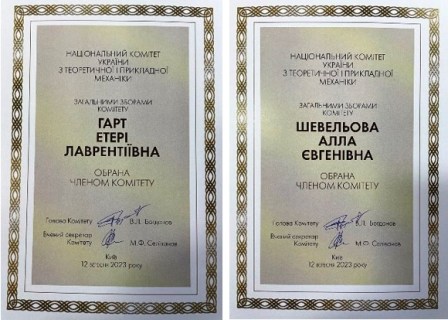 НАЦІОНАЛЬНИЙ КОМІТЕТ
УКРАЇНИ
З ТЕОРЕТИЧНОЇ І ПРИКЛАДНОЇ
МЕХАНІКИ
ЗАГАЛЬНИМИ ЗБОРАМИ
КОМІТЕТУ
ГАРТ
ЕТЕРІ
ЛАВРЕНТІЇВНА
ОБРАНА
ЧЛЕНОМ КОМІТЕТУ
Голова Комітету В.Л. Богданов
Вчений секретар
Комітету М.Ф. Селіванов
Київ
12 вересня 2023 року
НАЦІОНАЛЬНИЙ КОМІТЕТ
УКРАЇНИ
З ТЕОРЕТИЧНОЇ І ПРИКЛАДНОЇ
МЕХАНІКИ
ЗАГАЛЬНИМИ ЗБОРАМИ
КОМІТЕТУ
ШЕВЕЛЬОВА
АЛЛА
ЄВГЕНІВНА
ОБРАНА
ЧЛЕНОМ КОМІТЕТУ
Голова Комітету В.Л. Богданов
Вчений секретар
Комітету М.Ф. Селіванов
Київ
12 вересня 2023 року